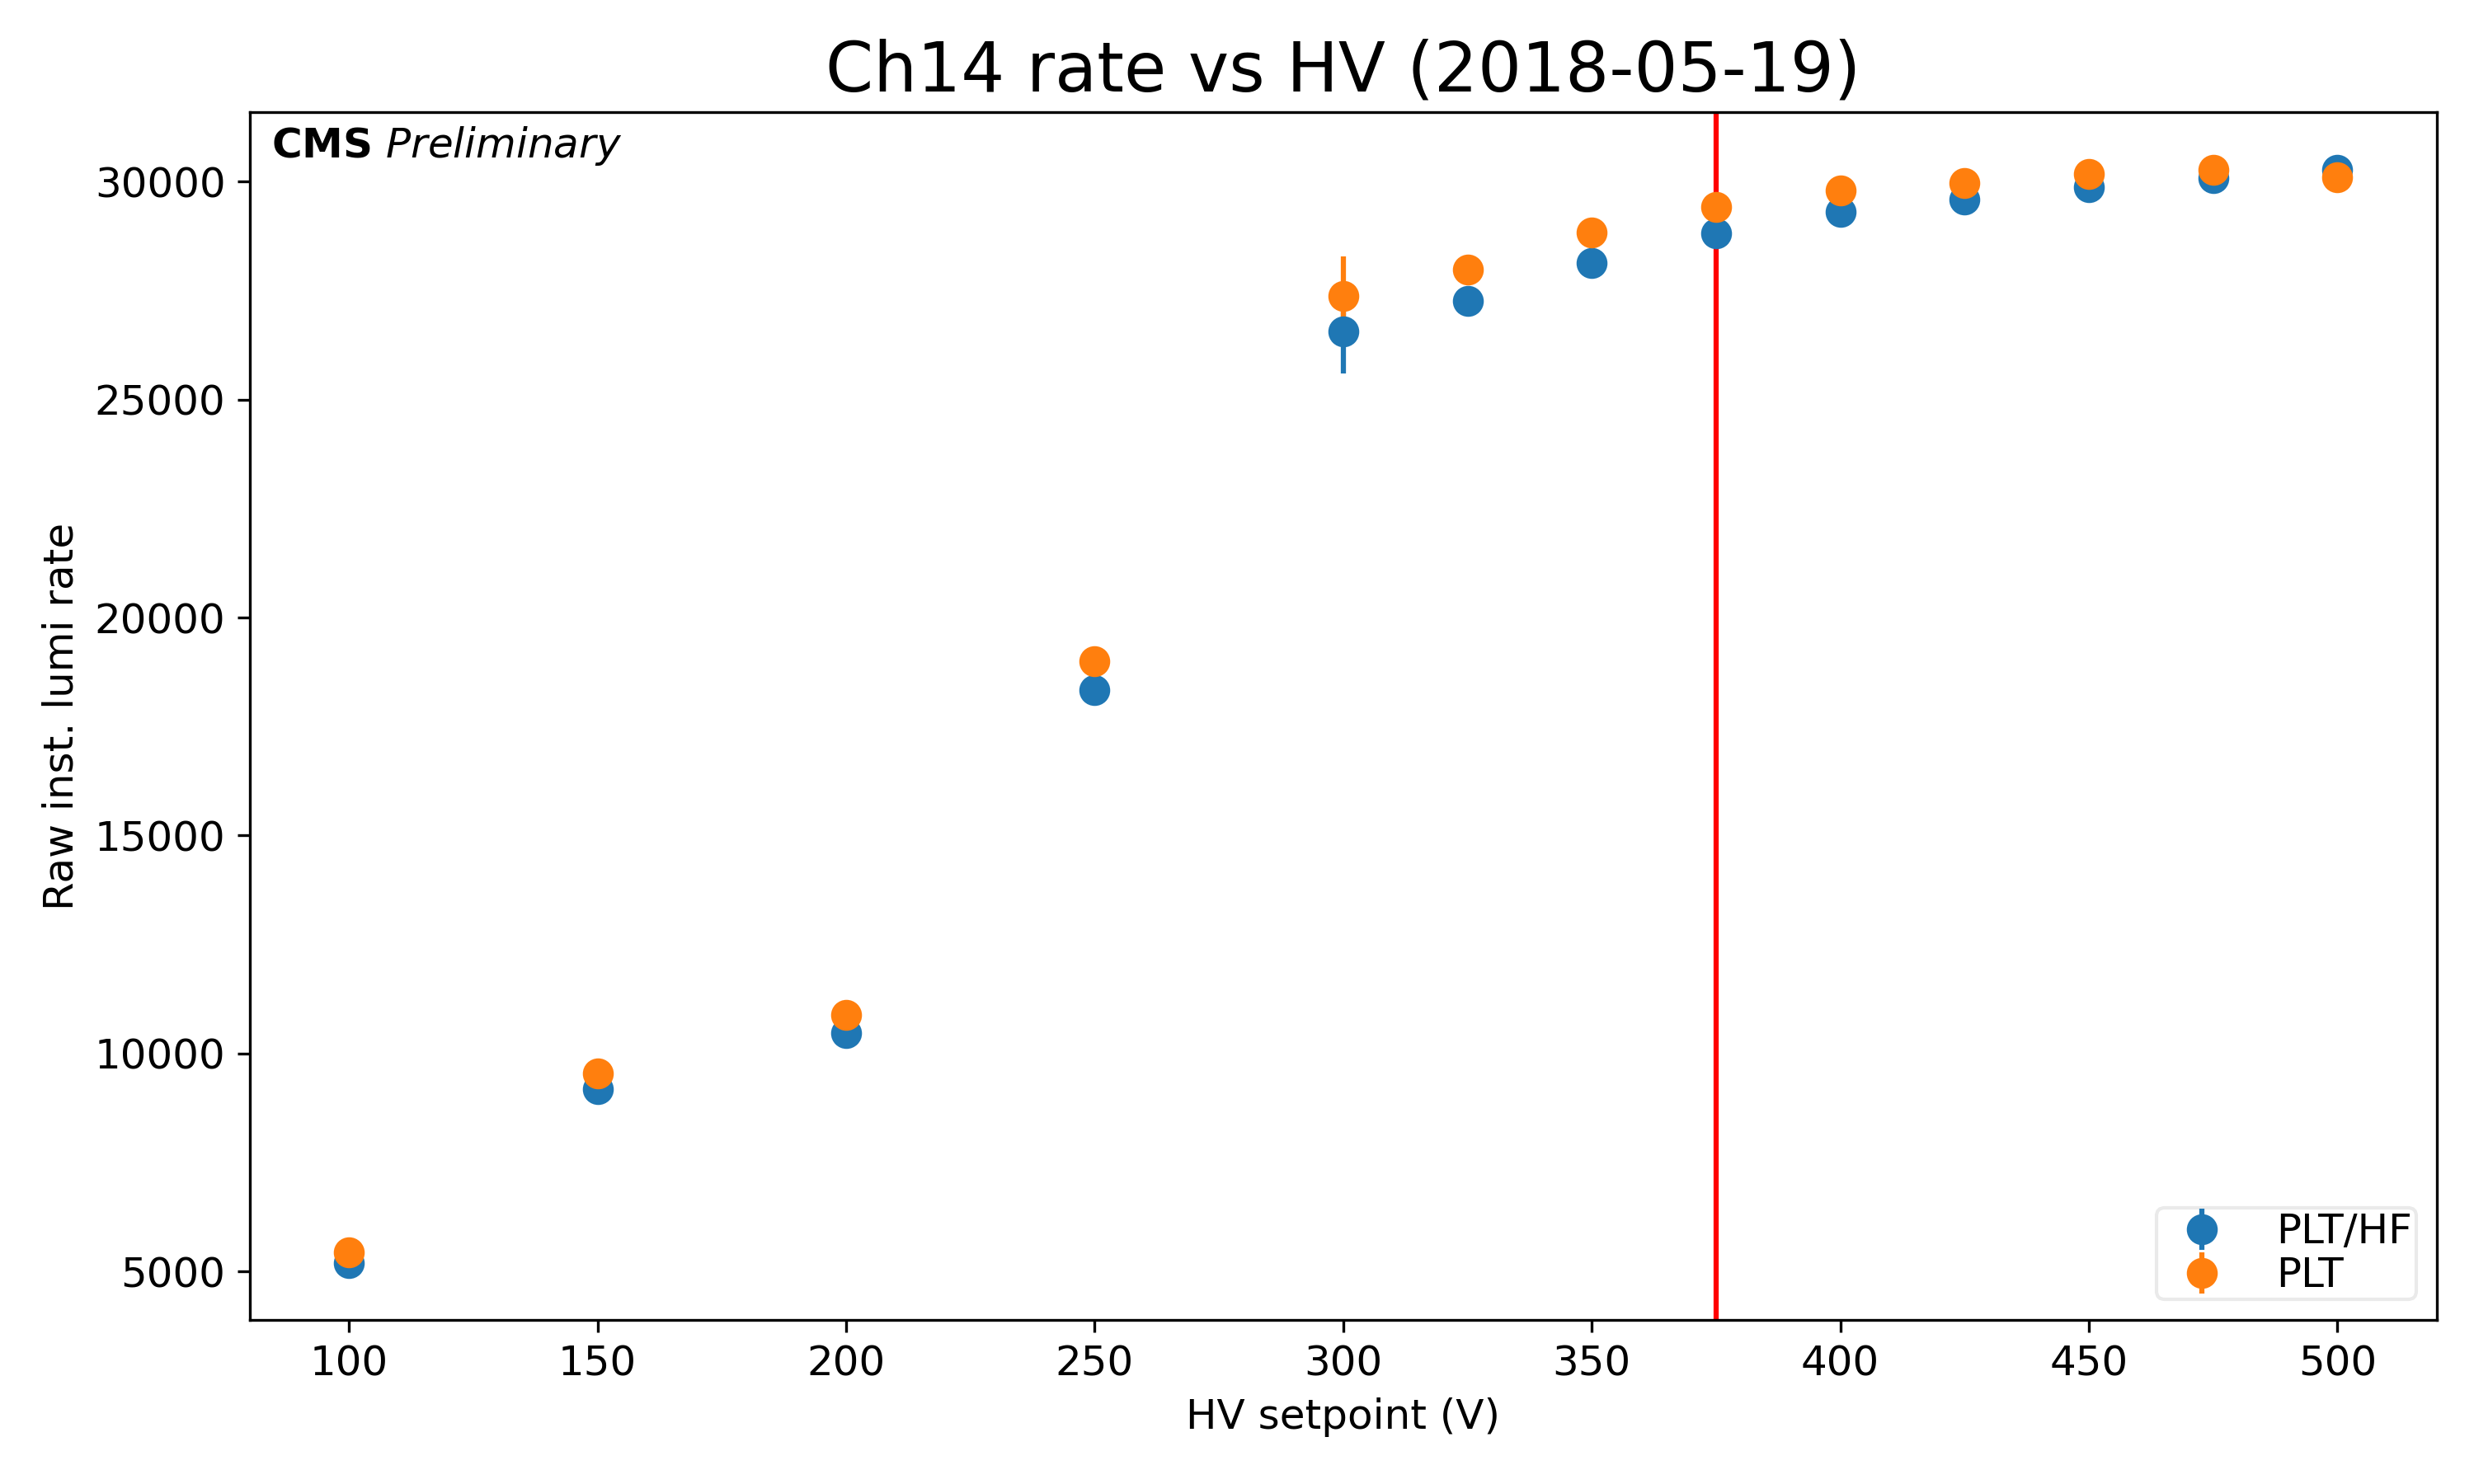 Ch14 rate vs HV (2018-05-19)
CMS Preliminary
30000
25000
20000
15000
10000
5000
Raw inst. lumi rate
PLT/HF
PLT
100 150 200 250 300 350 400 450 500
HV setpoint (V)